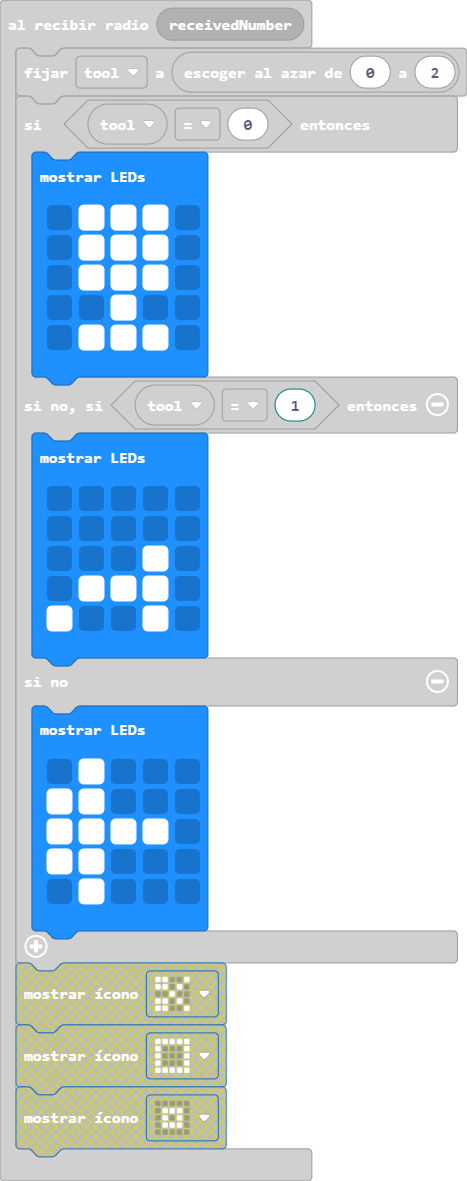 al recibir radio receivedNumber
fijar tool a escoger al azar de 0 a 2
si tool = 0 entonces
mostrar LEDs
si no, si tool = 1 entonces
mostrar LEDs
si no
mostrar LEDs
mostrar ícono
mostrar ícono
mostrar ícono